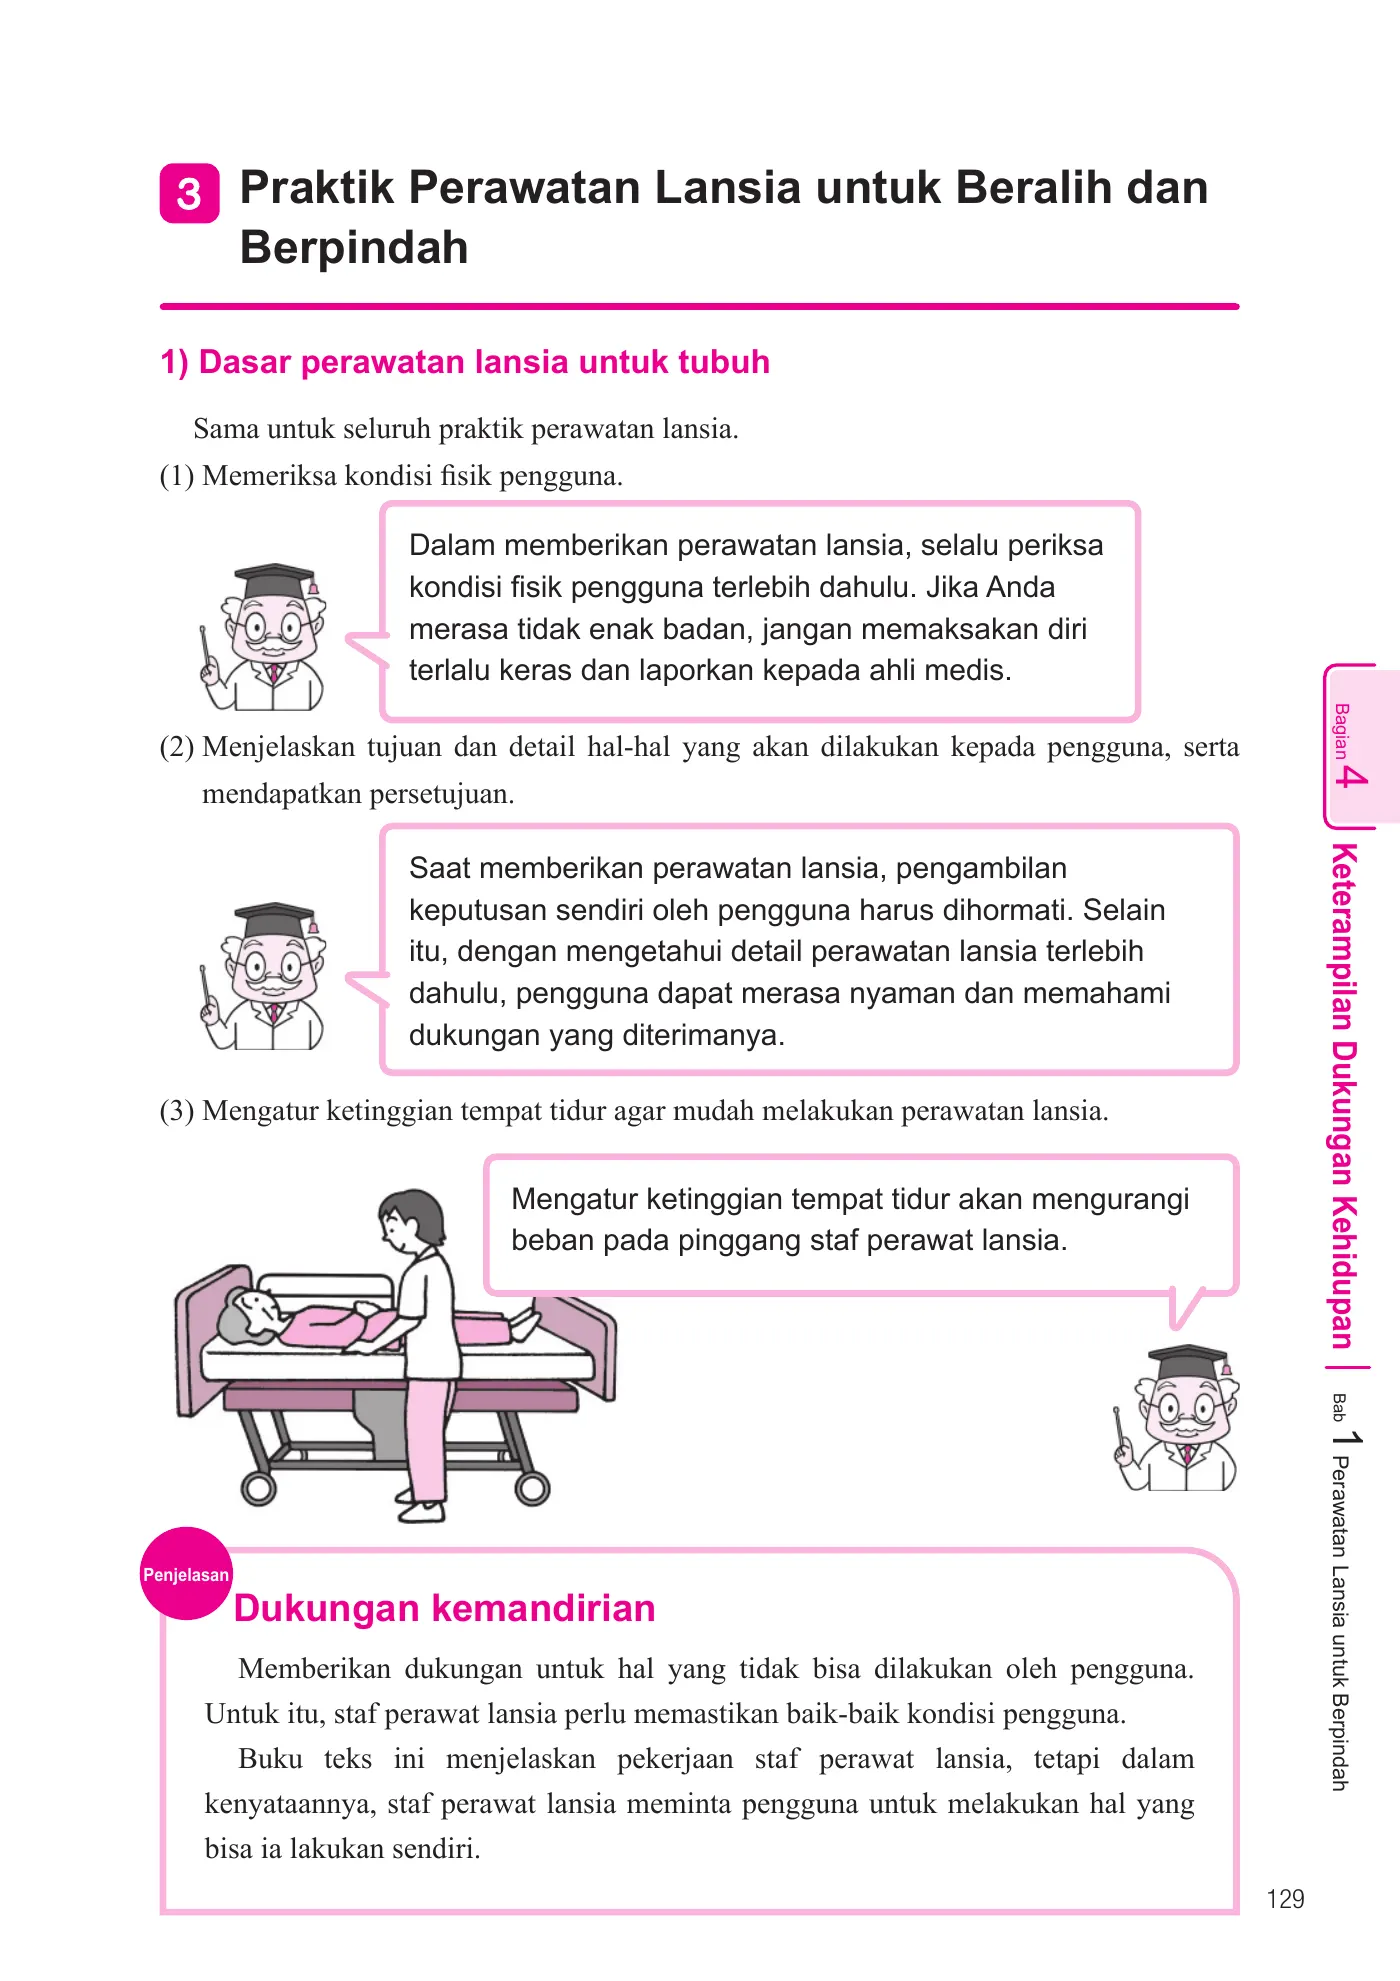 3 Praktik Perawatan Lansia untuk Beralih dan
Berpindah
1) Dasar perawatan lansia untuk tubuh
Sama untuk seluruh praktik perawatan lansia.
(1) Memeriksa kondisi fisik pengguna.
Dalam memberikan perawatan lansia, selalu periksa
kondisi fisik pengguna terlebih dahulu. Jika Anda
merasa tidak enak badan, jangan memaksakan diri
terlalu keras dan laporkan kepada ahli medis.
(2) Menjelaskan tujuan dan detail hal-hal yang akan dilakukan kepada pengguna, serta
mendapatkan persetujuan.
Saat memberikan perawatan lansia, pengambilan
keputusan sendiri oleh pengguna harus dihormati. Selain
itu, dengan mengetahui detail perawatan lansia terlebih
dahulu, pengguna dapat merasa nyaman dan memahami
dukungan yang diterimanya.
(3) Mengatur ketinggian tempat tidur agar mudah melakukan perawatan lansia.
Mengatur ketinggian tempat tidur akan mengurangi
beban pada pinggang staf perawat lansia.
Penjelasan
Dukungan kemandirian
Memberikan dukungan untuk hal yang tidak bisa dilakukan oleh pengguna.
Untuk itu, staf perawat lansia perlu memastikan baik-baik kondisi pengguna.
Buku teks ini menjelaskan pekerjaan staf perawat lansia, tetapi dalam
kenyataannya, staf perawat lansia meminta pengguna untuk melakukan hal yang
bisa ia lakukan sendiri.
Bagian 4 Keterampilan Dukungan Kehidupan Bab 1 Perawatan Lansia untuk Berpindah
129